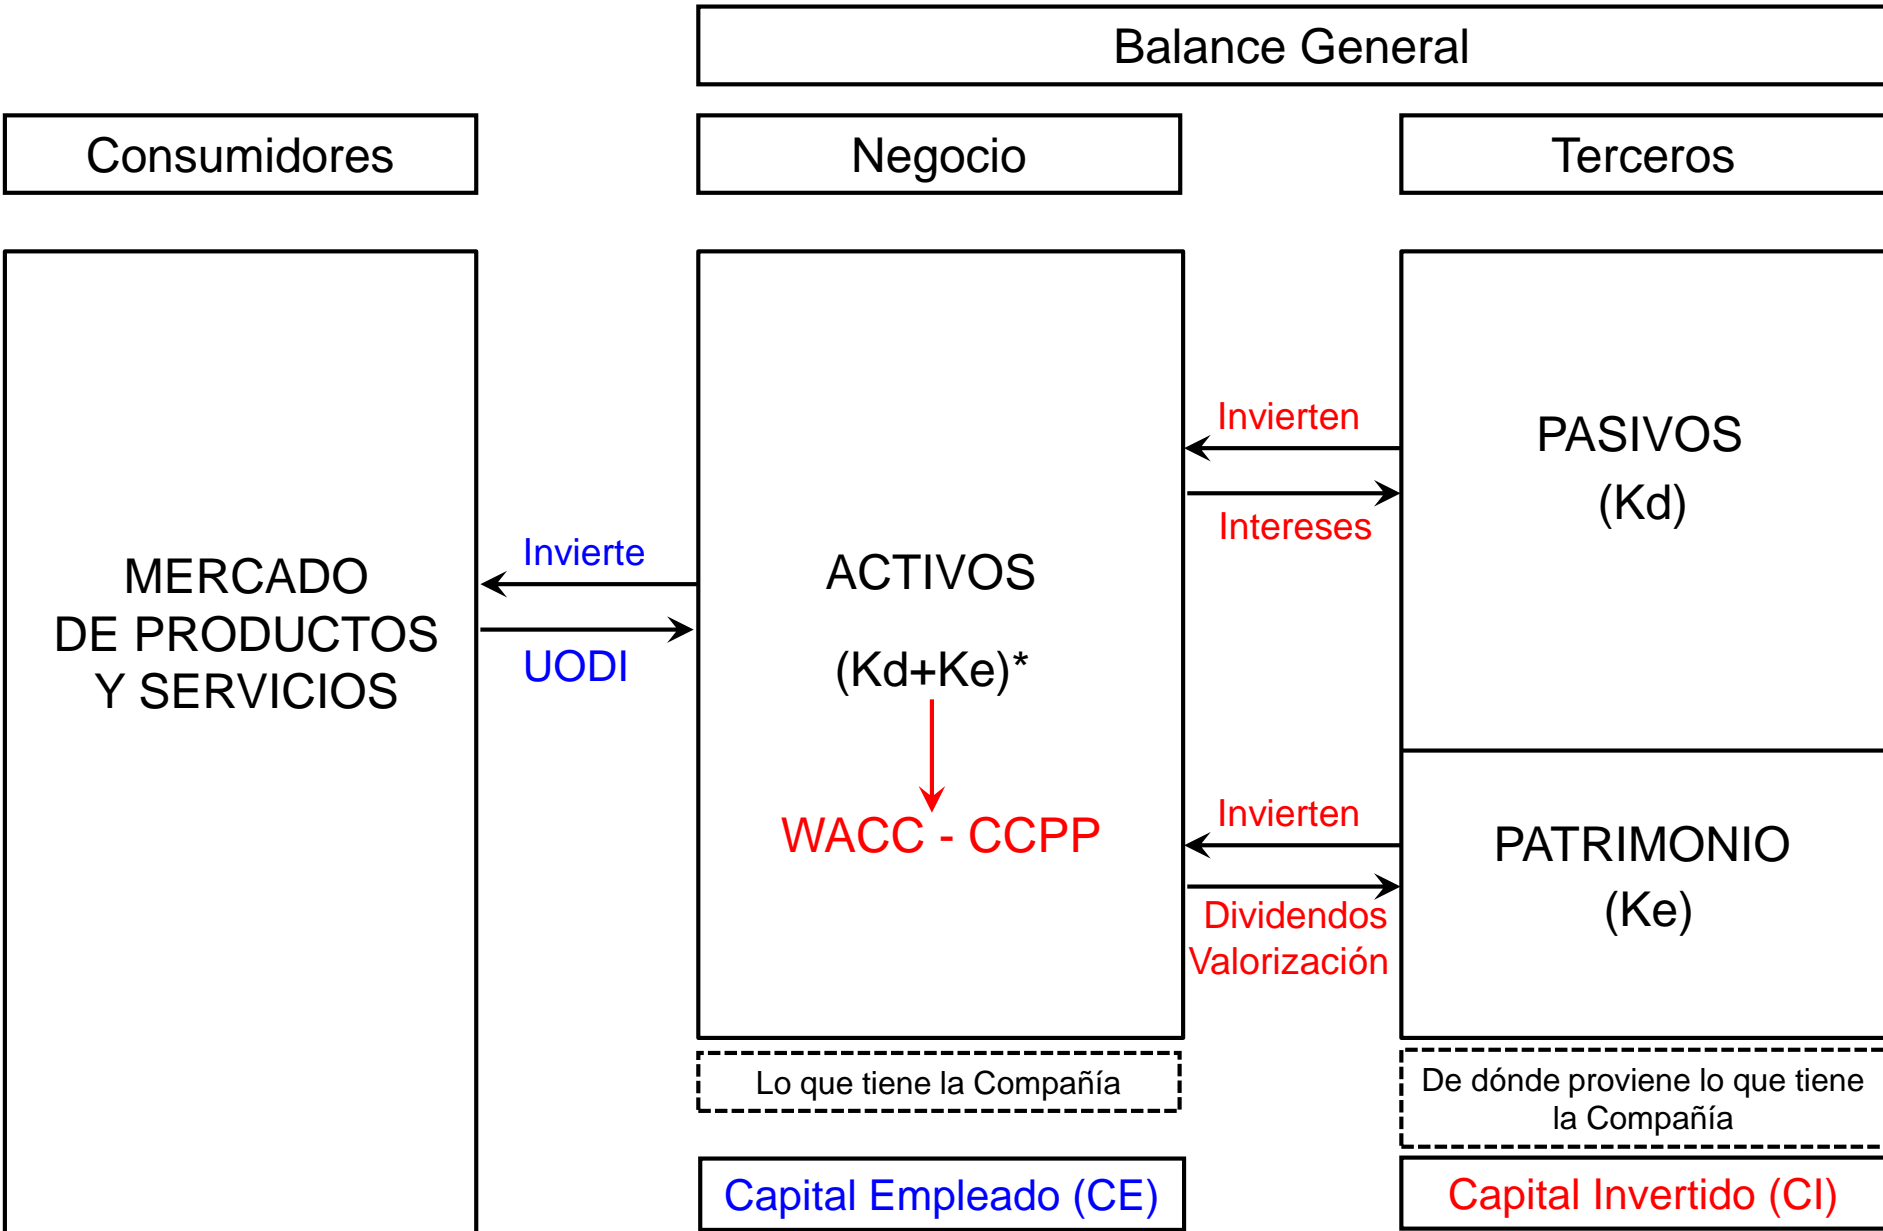 Balance General
Consumidores
Negocio
Terceros
MERCADO
DE PRODUCTOS
Y SERVICIOS
Invierte
UODI
ACTIVOS
(Kd+Ke)*
WACC - CCPP
Invierten
Intereses
PASIVOS
(Kd)
Invierten
Dividendos
Valorización
PATRIMONIO
(Ke)
Lo que tiene la Compañía
De dónde proviene lo que tiene
la Compañía
Capital Empleado (CE)
Capital Invertido (CI)